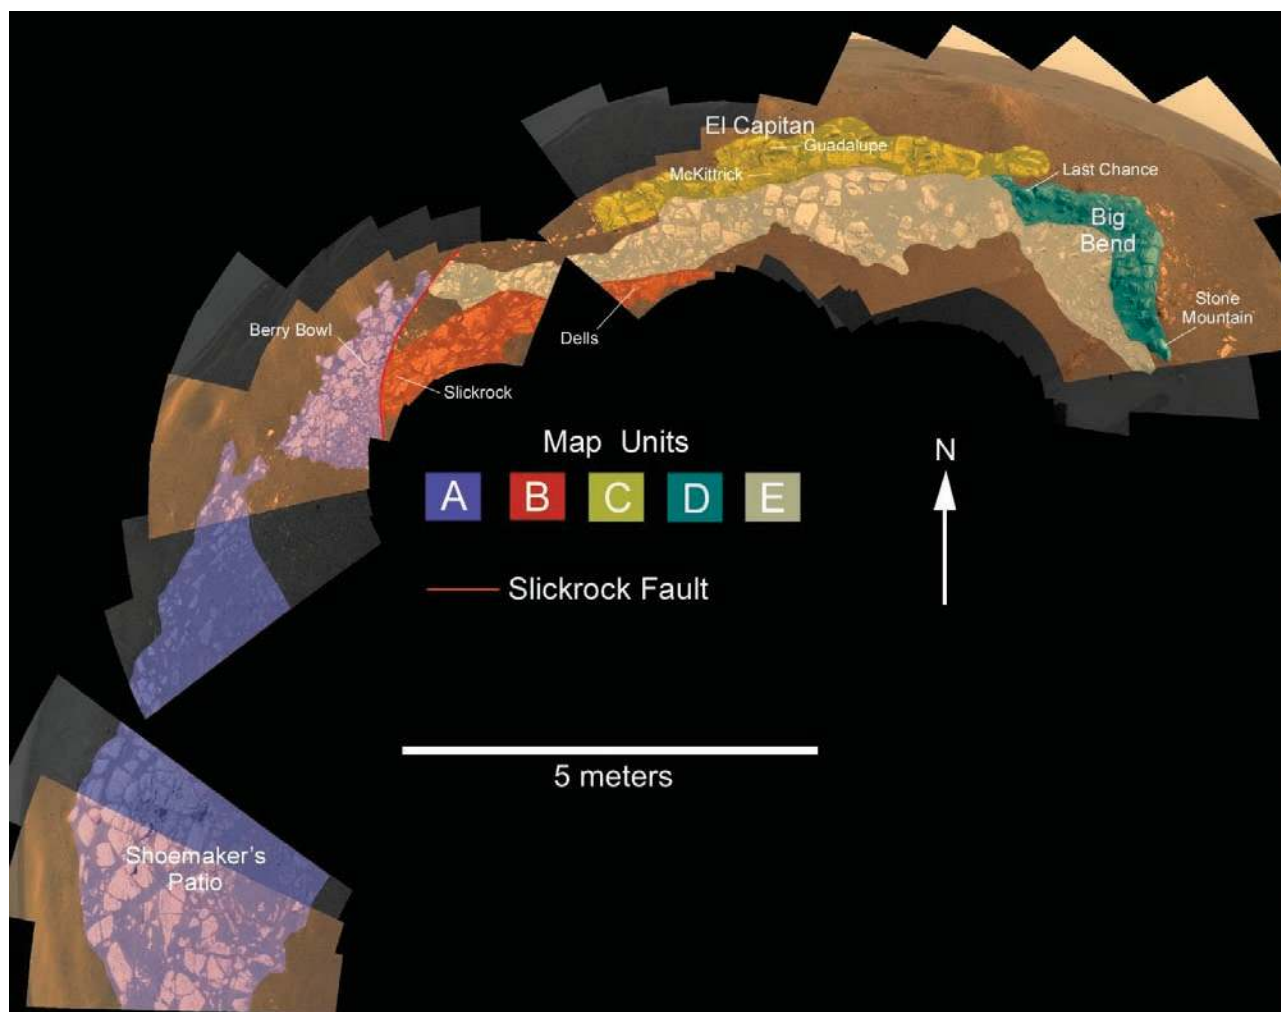 El Capitan
Guadalupe
McKittrick
Last Chance
Big
Bend
Stone
Mountain
Berry Bowl
Dells
Slickrock
Map Units
A B C D E
N
Slickrock Fault
5 meters
Shoemaker's
Patio